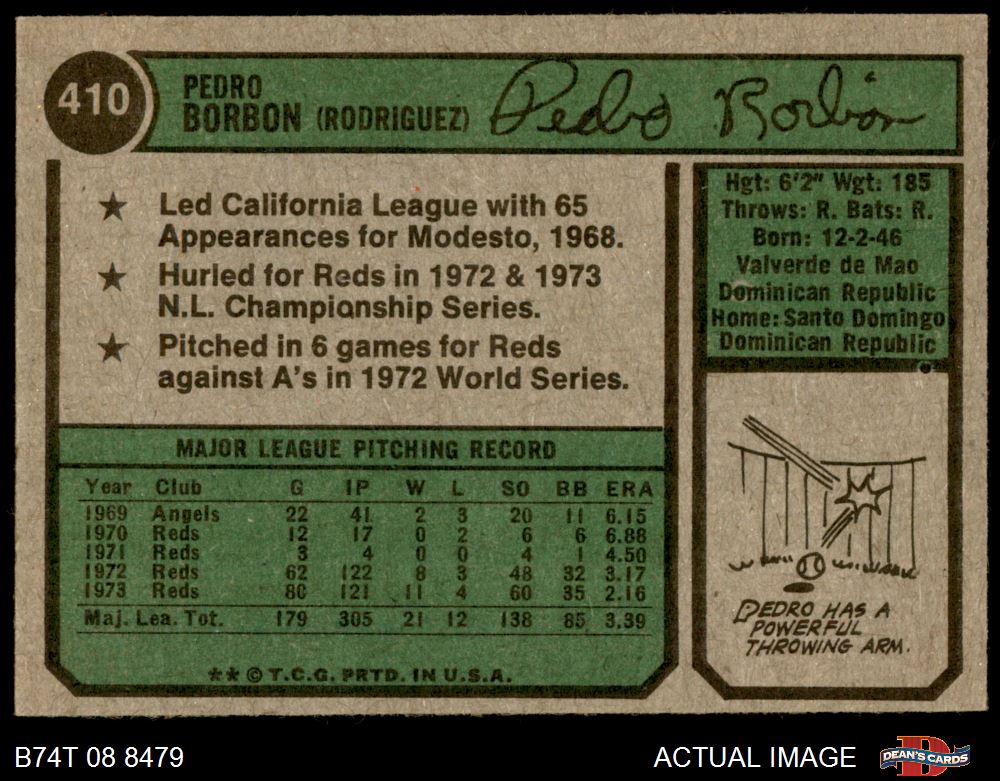 410
PEDRO
BORBON (RODRIGUEZ)
Pedro Borbón
★ Led California League with 65
Appearances for Modesto, 1968.
★ Hurled for Reds in 1972 & 1973
N.L. Championship Series.
★ Pitched in 6 games for Reds
against A's in 1972 World Series.
Hgt: 6'2" Wgt: 185
Throws: R. Bats: R.
Born: 12-2-46
Valverde de Mao
Dominican Republic
Home: Santo Domingo
Dominican Republic
MAJOR LEAGUE PITCHING RECORD
Year Club G IP W L SO BB ERA
1969 Angels 22 41 2 3 20 11 6.15
1970 Reds 12 17 0 2 6 6 6.88
1971 Reds 3 4 0 0 4 1 4.50
1972 Reds 62 122 8 3 48 32 3.17
1973 Reds 80 121 11 4 60 35 2.16
Maj. Lea. Tot. 179 305 21 12 138 85 3.39
** © T.C.G. PRTD. IN U.S.A.
PEDRO HAS A
POWERFUL
THROWING ARM.
B74T 08 8479
ACTUAL IMAGE
DEAN'S CARDS